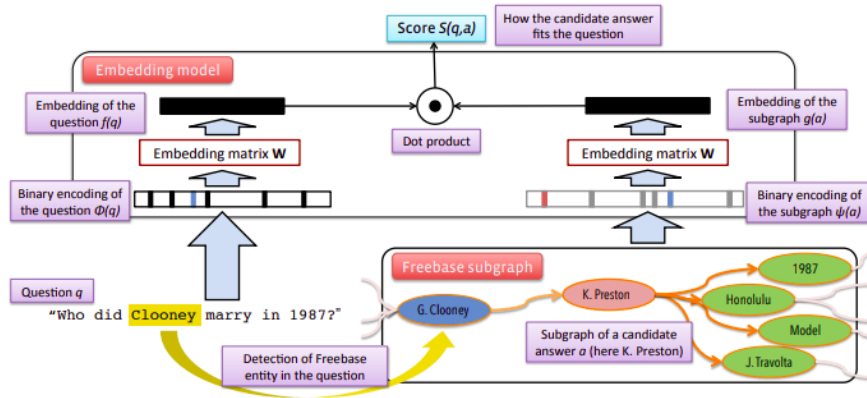 Score S(q,a)
How the candidate answer
fits the question
Embedding model
Embedding of the
question f(q)
Embedding of the
subgraph g(a)
Dot product
Embedding matrix W
Embedding matrix W
Binary encoding of
the question Φ(q)
Binary encoding of
the subgraph ψ(a)
Freebase subgraph
Question q
“Who did Clooney marry in 1987?”
G. Clooney
K. Preston
1987
Honolulu
Model
J. Travolta
Subgraph of a candidate
answer a (here K. Preston)
Detection of Freebase
entity in the question